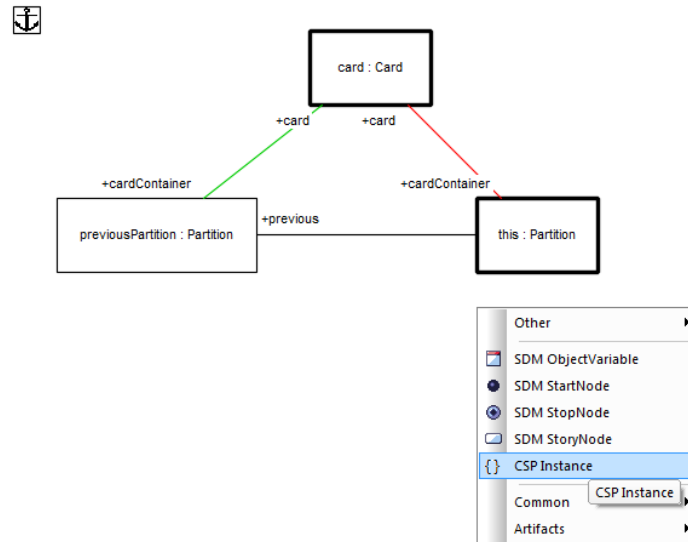 card : Card
+card
+card
+cardContainer
+cardContainer
previousPartition : Partition
+previous
this : Partition
Other
SDM ObjectVariable
SDM StartNode
SDM StopNode
SDM StoryNode
{} CSP Instance
CSP Instance
Common
Artifacts